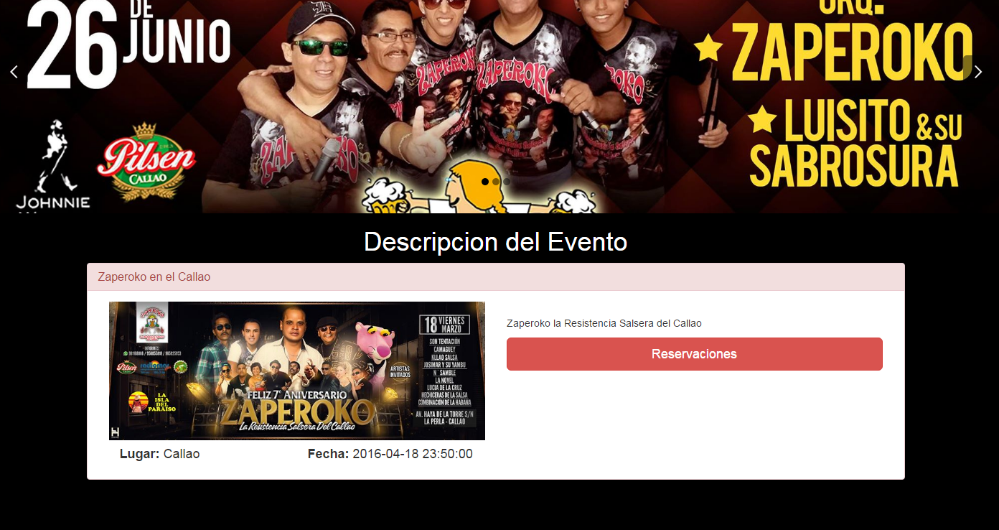 26 DE JUNIO
ORQ.
ZAPEROKO
LUISITO & SU
SABROSURA
ZAPEROKO
ZAPEROKO
Pilsen
CALLAO
JOHNNIE
Descripcion del Evento
Zaperoko en el Callao
18 VIERNES MARZO
SON TENTACIÓN
CAMAGUEY
KLLAO SALSA
JOSIMAR Y SU YAMBU
N´SAMBLE
LA NOVEL
LUCIA DE LA CRUZ
HECHICERAS DE LA SALSA
COMBINACIÓN DE LA HABANA
AV. HAYA DE LA TORRE S/N
LA PERLA - CALLAO
ARTISTAS
INVITADOS
INFORMES:
Pilsen
LA
ISLA
DEL
PARAISO
FELIZ 7º ANIVERSARIO
ZAPEROKO
La Resistencia Salsera Del Callao
Zaperoko la Resistencia Salsera del Callao
Reservaciones
Lugar: Callao
Fecha: 2016-04-18 23:50:00